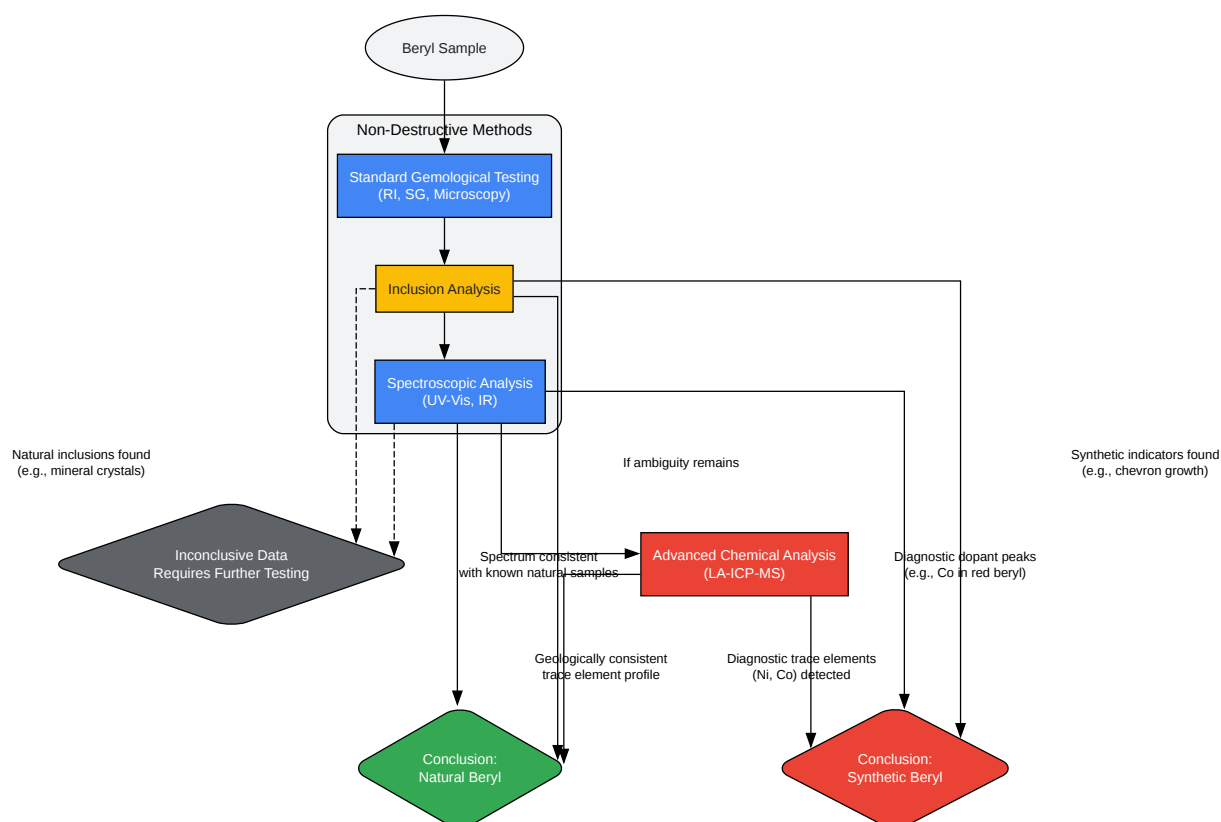 Beryl Sample
Non-Destructive Methods
Standard Gemological Testing
(RI, SG, Microscopy)
Inclusion Analysis
Spectroscopic Analysis
(UV-Vis, IR)
Natural inclusions found
(e.g., mineral crystals)
If ambiguity remains
Synthetic indicators found
(e.g., chevron growth)
Inconclusive Data
Requires Further Testing
Spectrum consistent
with known natural samples
Advanced Chemical Analysis
(LA-ICP-MS)
Diagnostic dopant peaks
(e.g., Co in red beryl)
Geologically consistent
trace element profile
Diagnostic trace elements
(Ni, Co) detected
Conclusion:
Natural Beryl
Conclusion:
Synthetic Beryl